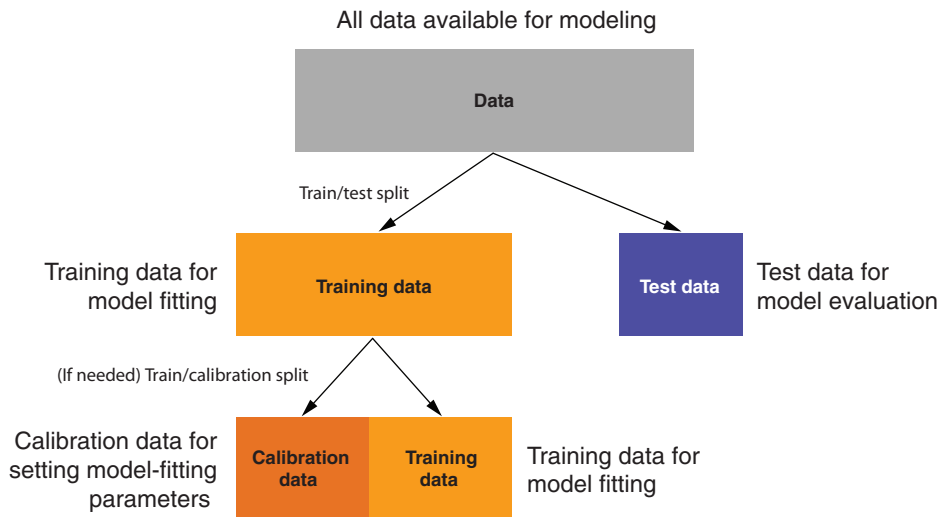 All data available for modeling
Data
Train/test split
Training data for
model fitting
Training data
Test data
Test data for
model evaluation
(If needed) Train/calibration split
Calibration data for
setting model-fitting
parameters
Calibration
data
Training
data
Training data for
model fitting